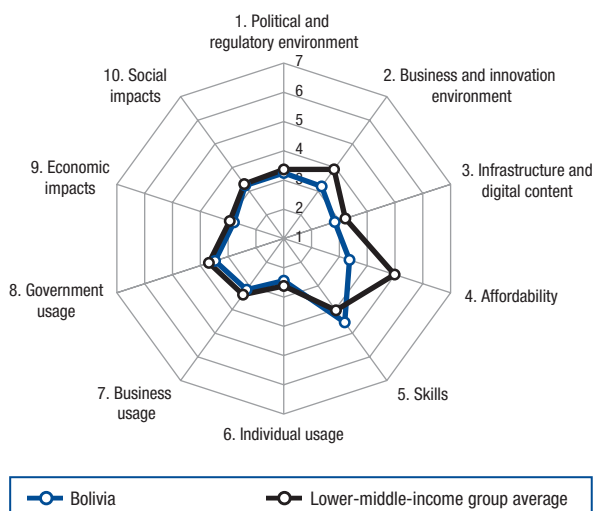 1. Political and
regulatory environment
2. Business and innovation
environment
3. Infrastructure and
digital content
4. Affordability
5. Skills
6. Individual usage
7. Business
usage
8. Government
usage
9. Economic
impacts
10. Social
impacts
7
6
5
4
3
2
1
Bolivia
Lower-middle-income group average